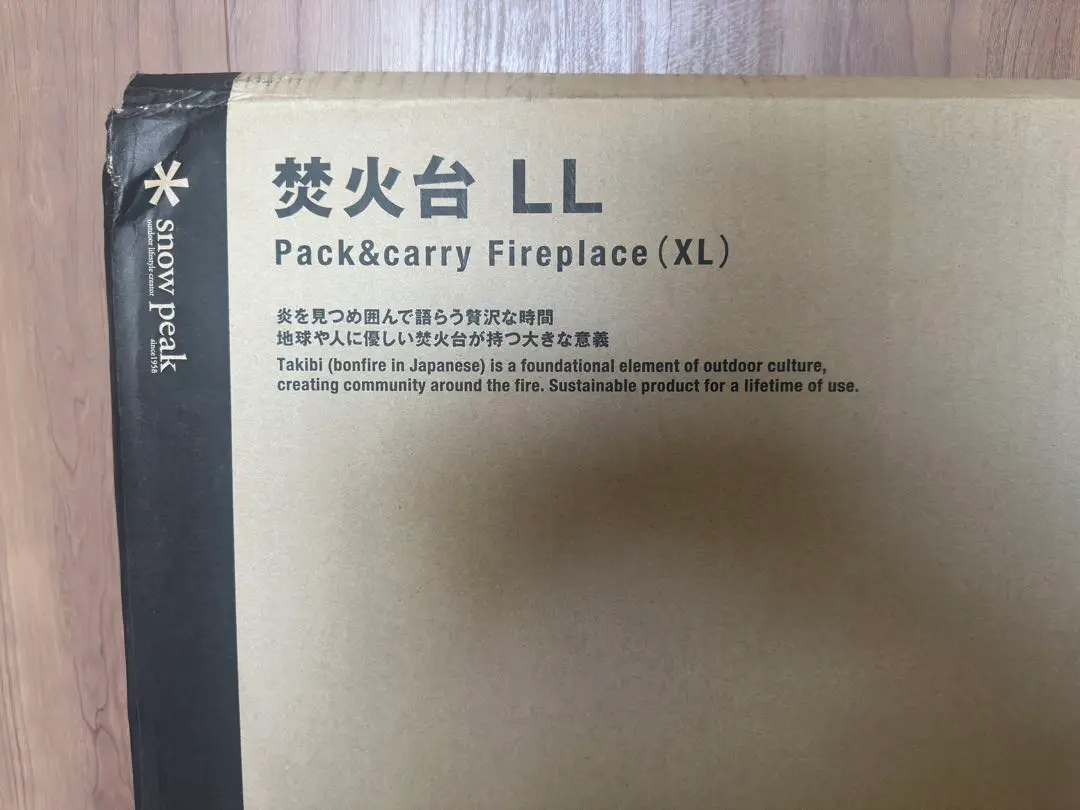 焚火台 LL
Pack&carry Fireplace (XL)
炎を見つめ囲んで語らう贅沢な時間
地球や人に優しい焚火台が持つ大きな意義
Takibi (bonfire in Japanese) is a foundational element of outdoor culture,
creating community around the fire. Sustainable product for a lifetime of use.
snow peak
outdoor lifestyle creator
since1958